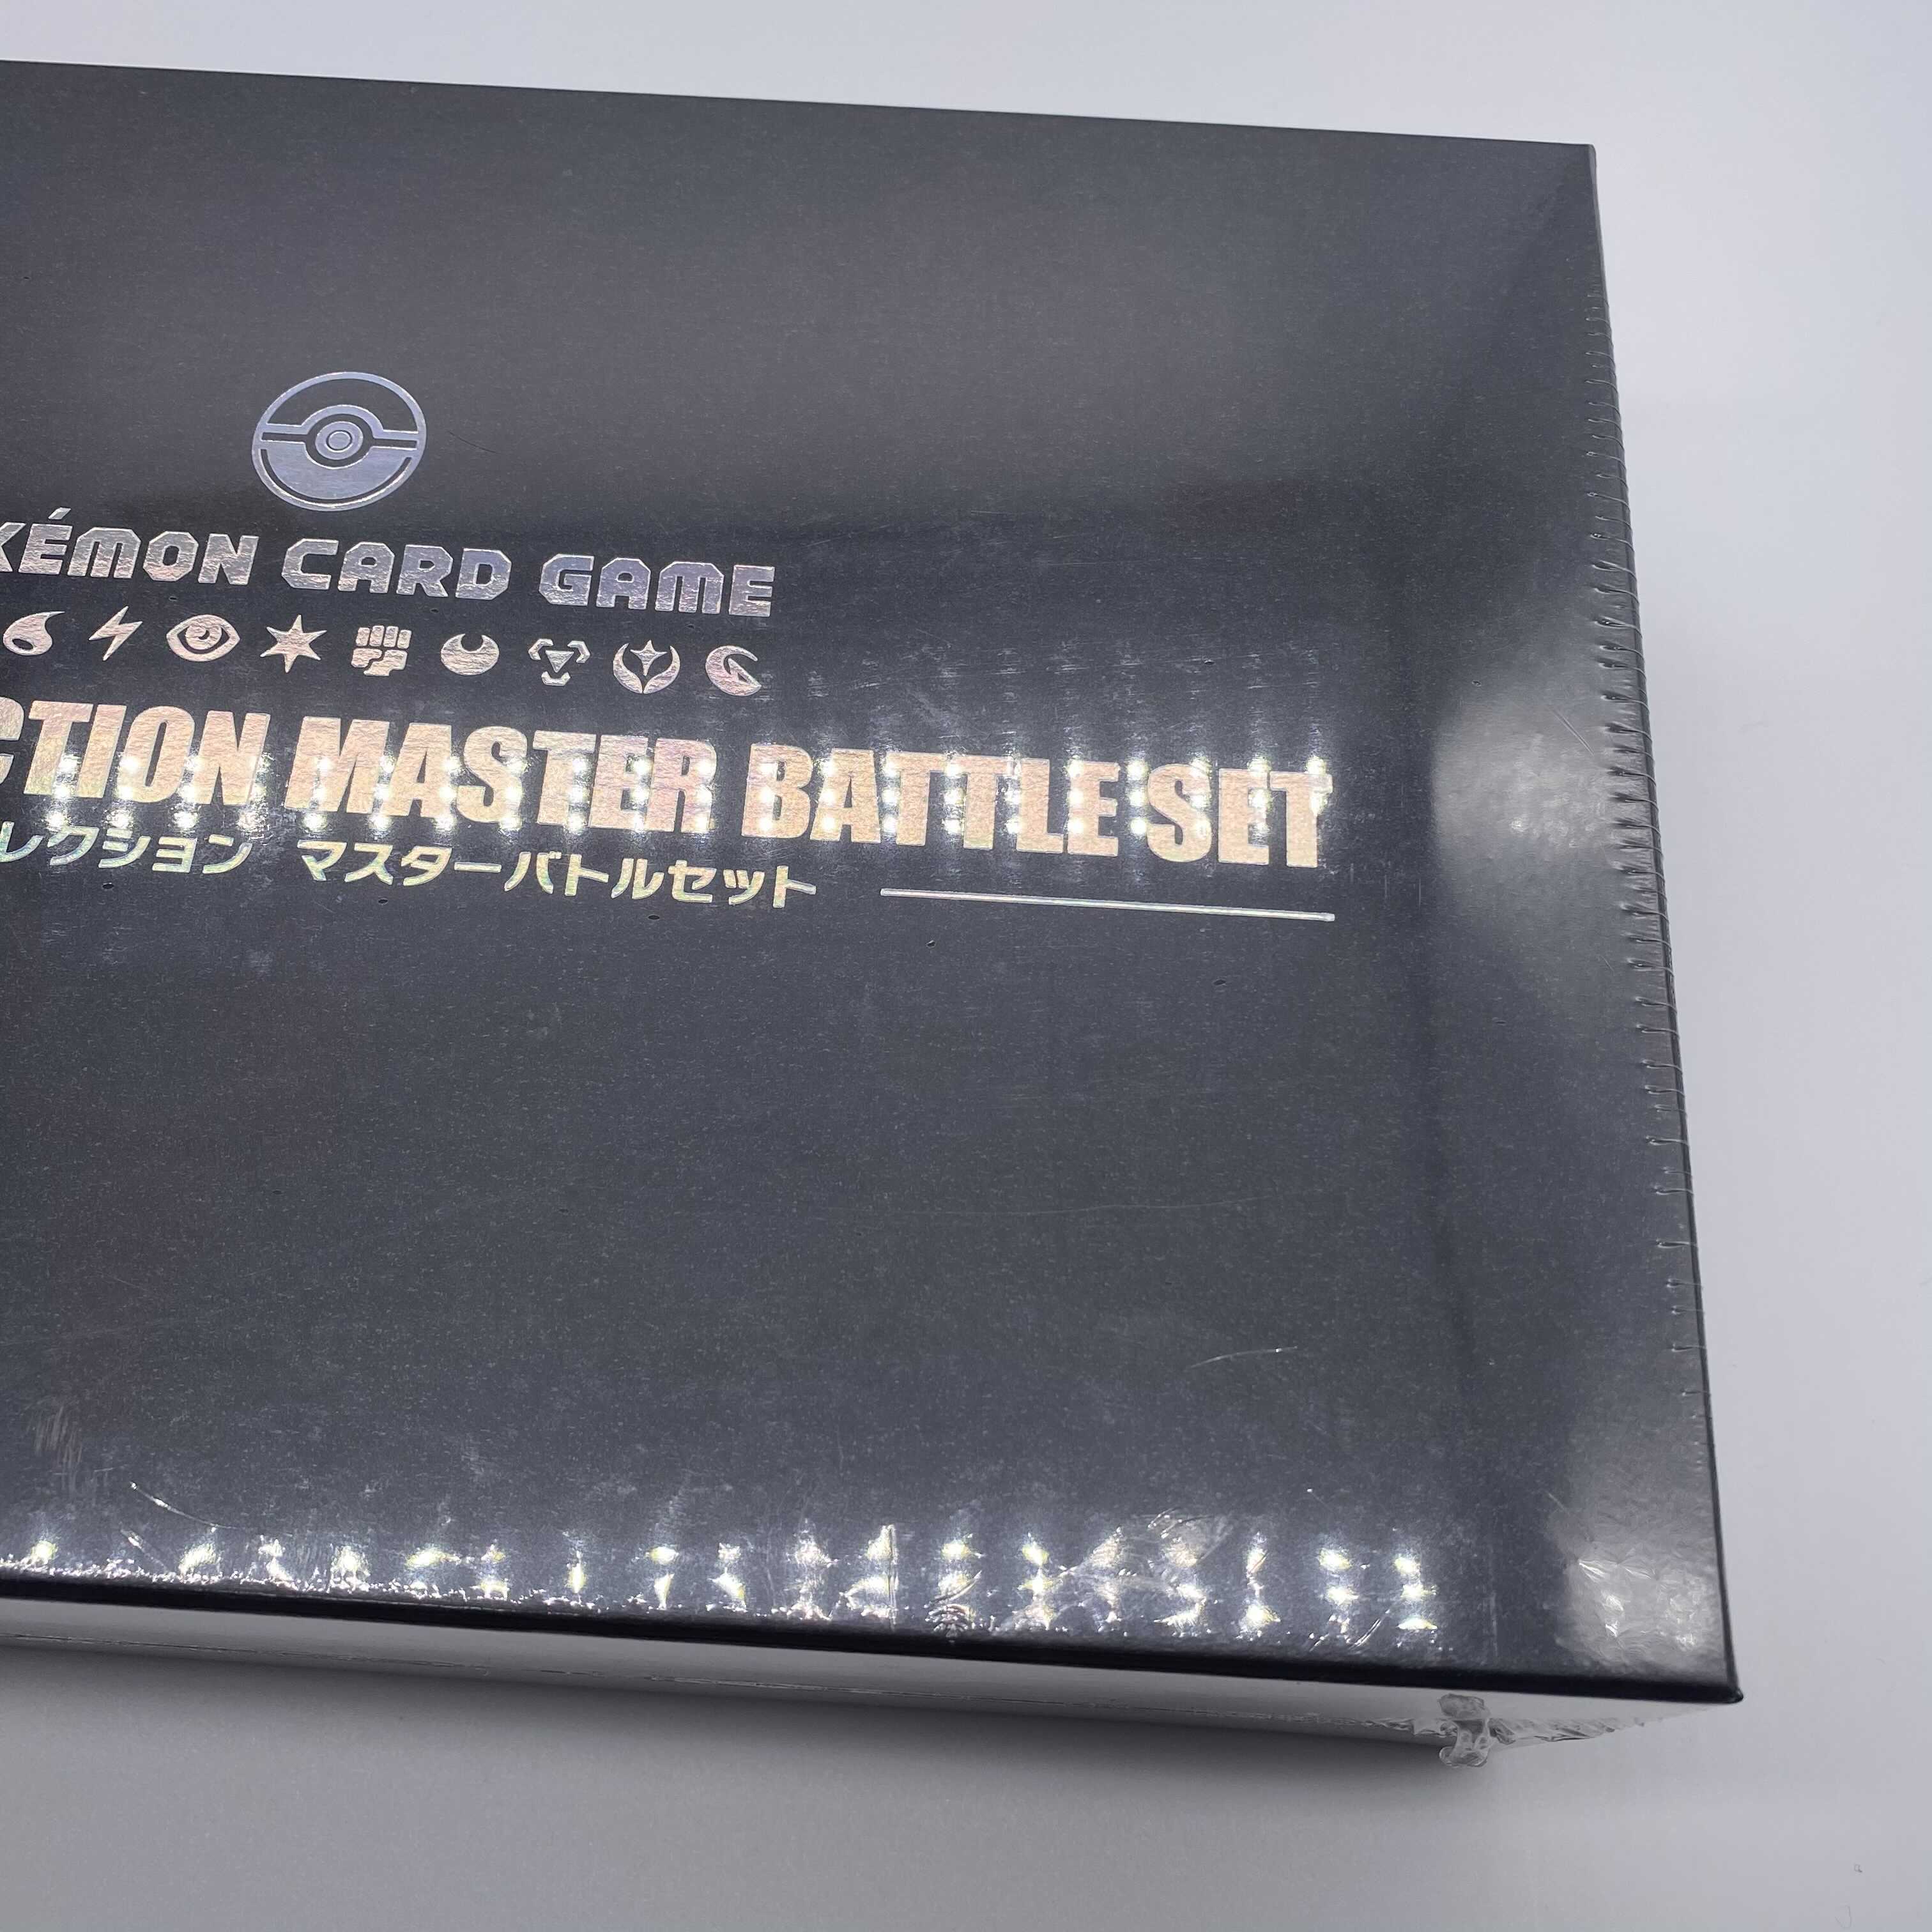 KÉMON CARD GAME
CTION MASTER BATTLE SET
レクション マスターバトルセット